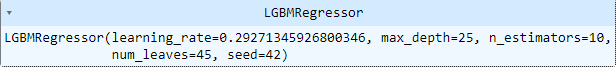 LGBMRegressor
LGBMRegressor(learning_rate=0.29271345926800346, max_depth=25, n_estimators=10,
num_leaves=45, seed=42)